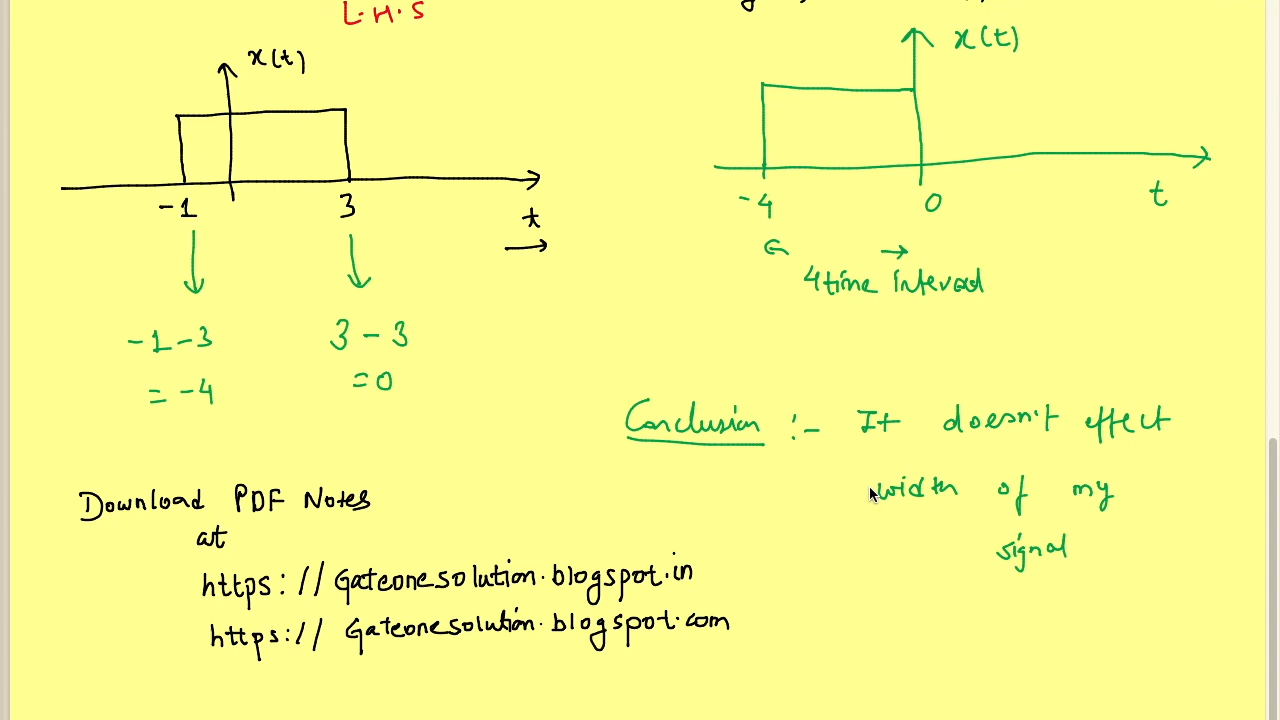 L.H.S
x(t)
-1
3
t
-1-3
= -4
3 - 3
= 0
x(t)
-4
0
t
4 time interval
Conclusion :- It doesn't effect
width of my
signal
Download PDF Notes
at
https://Gateonesolution.blogspot.in
https://Gateonesolution.blogspot.com